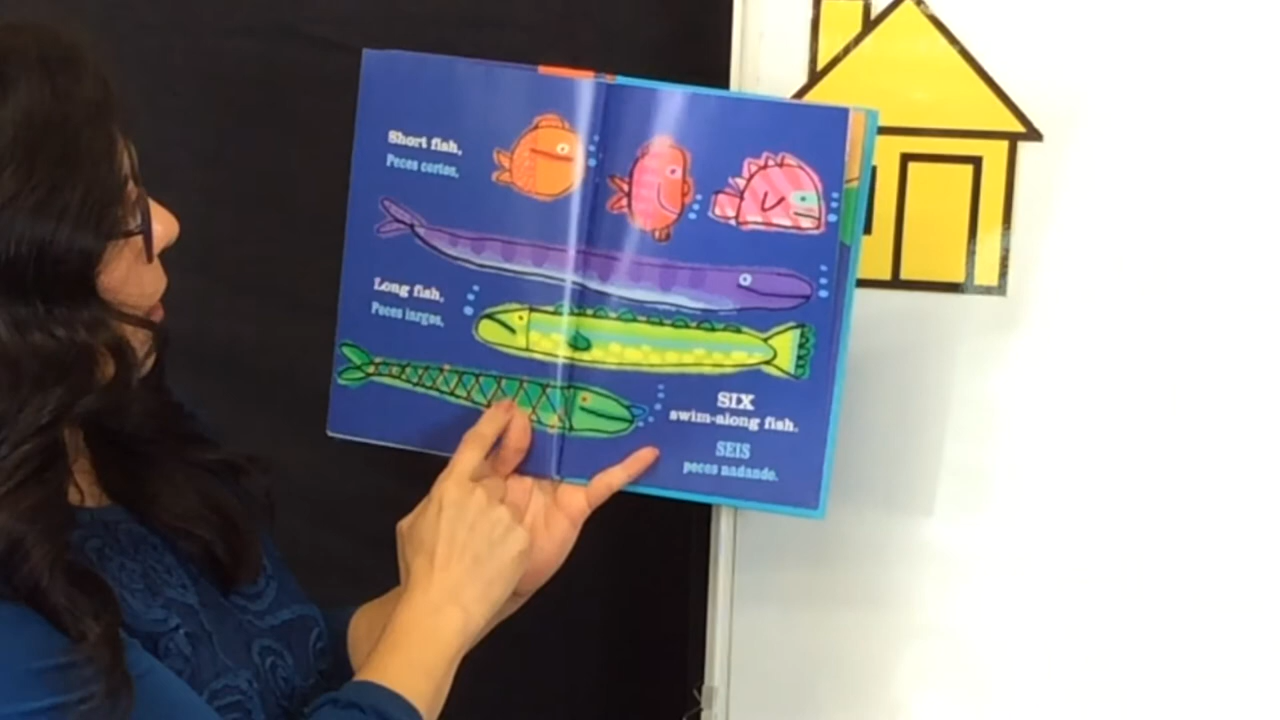 Short fish,
Peces cortos,
Long fish,
Peces largos,
SIX
swim-along fish.
SEIS
peces nadando.